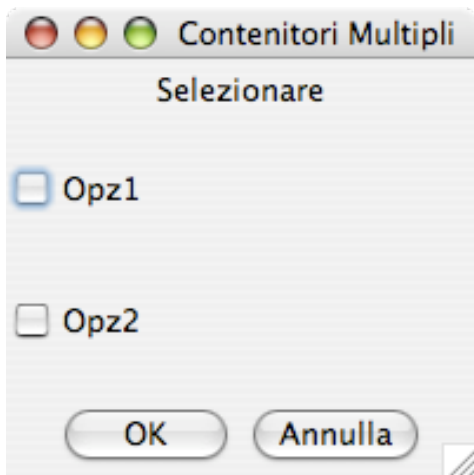 Contenitori Multipli
Selezionare
Opz1
Opz2
OK Annulla